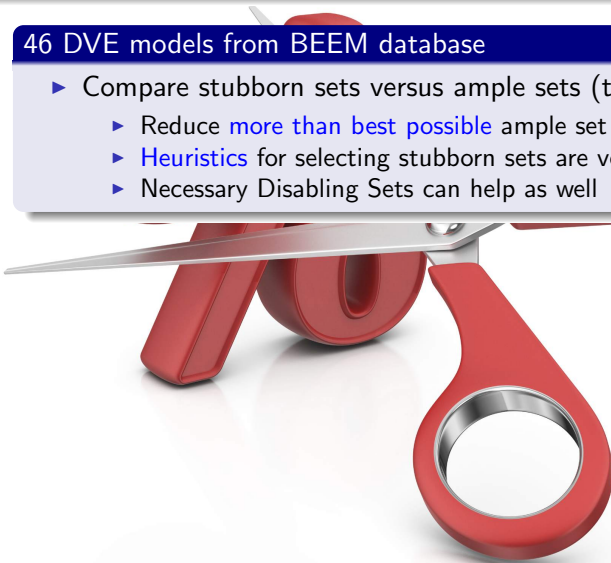 46 DVE models from BEEM database
Compare stubborn sets versus ample sets
Reduce more than best possible ample set
Heuristics for selecting stubborn sets are
Necessary Disabling Sets can help as well